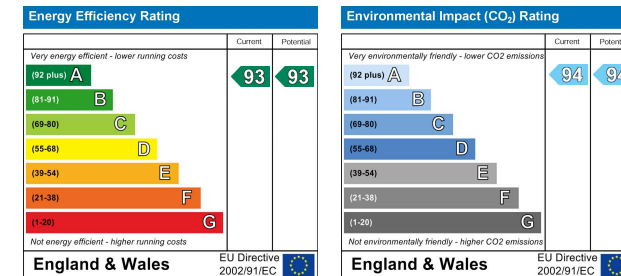 Energy Efficiency Rating
Current Potential
Very energy efficient - lower running costs
(92 plus) A 93 93
(81-91) B
(69-80) C
(55-68) D
(39-54) E
(21-38) F
(1-20) G
Not energy efficient - higher running costs
England & Wales
EU Directive
2002/91/EC
Environmental Impact (CO₂) Rating
Current Potent
Very environmentally friendly - lower CO2 emissions
(92 plus) A 94 94
(81-91) B
(69-80) C
(55-68) D
(39-54) E
(21-38) F
(1-20) G
Not environmentally friendly - higher CO2 emissions
England & Wales
EU Directive
2002/91/EC